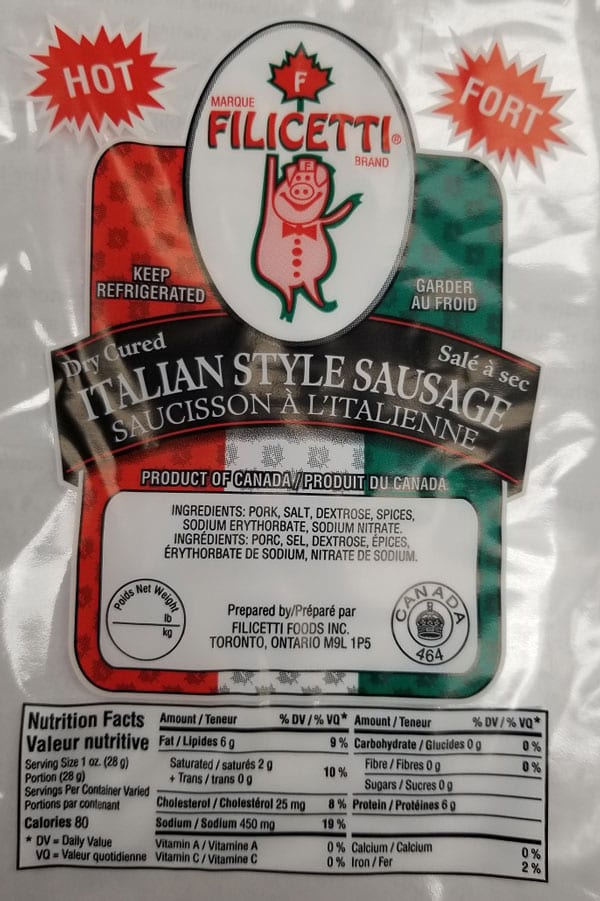 HOT
FORT
F
MARQUE
FILICETTI®
BRAND
F
KEEP
REFRIGERATED
GARDER
AU FROID
Dry Cured
Salé à sec
ITALIAN STYLE SAUSAGE
SAUCISSON À L'ITALIENNE
PRODUCT OF CANADA/PRODUIT DU CANADA
INGREDIENTS: PORK, SALT, DEXTROSE, SPICES,
SODIUM ERYTHORBATE, SODIUM NITRATE.
INGRÉDIENTS: PORC, SEL, DEXTROSE, ÉPICES,
ÉRYTHORBATE DE SODIUM, NITRATE DE SODIUM.
Poids Net Weight
lb
kg
Prepared by/Préparé par
FILICETTI FOODS INC.
TORONTO, ONTARIO M9L 1P5
CANADA
464
Nutrition Facts
Valeur nutritive
Serving Size 1 oz. (28 g)
Portion (28 g)
Servings Per Container Varied
Portions par contenant
Calories 80
* DV = Daily Value
VQ = Valeur quotidienne
Amount / Teneur % DV / % VQ*
Fat / Lipides 6 g 9 %
Saturated / saturés 2 g
+ Trans / trans 0 g 10 %
Cholesterol / Cholestérol 25 mg 8 %
Sodium / Sodium 450 mg 19 %
Vitamin A / Vitamine A 0 %
Vitamin C / Vitamine C 0 %
Amount / Teneur % DV / % VQ*
Carbohydrate / Glucides 0 g 0 %
Fibre / Fibres 0 g 0 %
Sugars / Sucres 0 g
Protein / Protéines 6 g
Calcium / Calcium 0 %
Iron / Fer 2 %